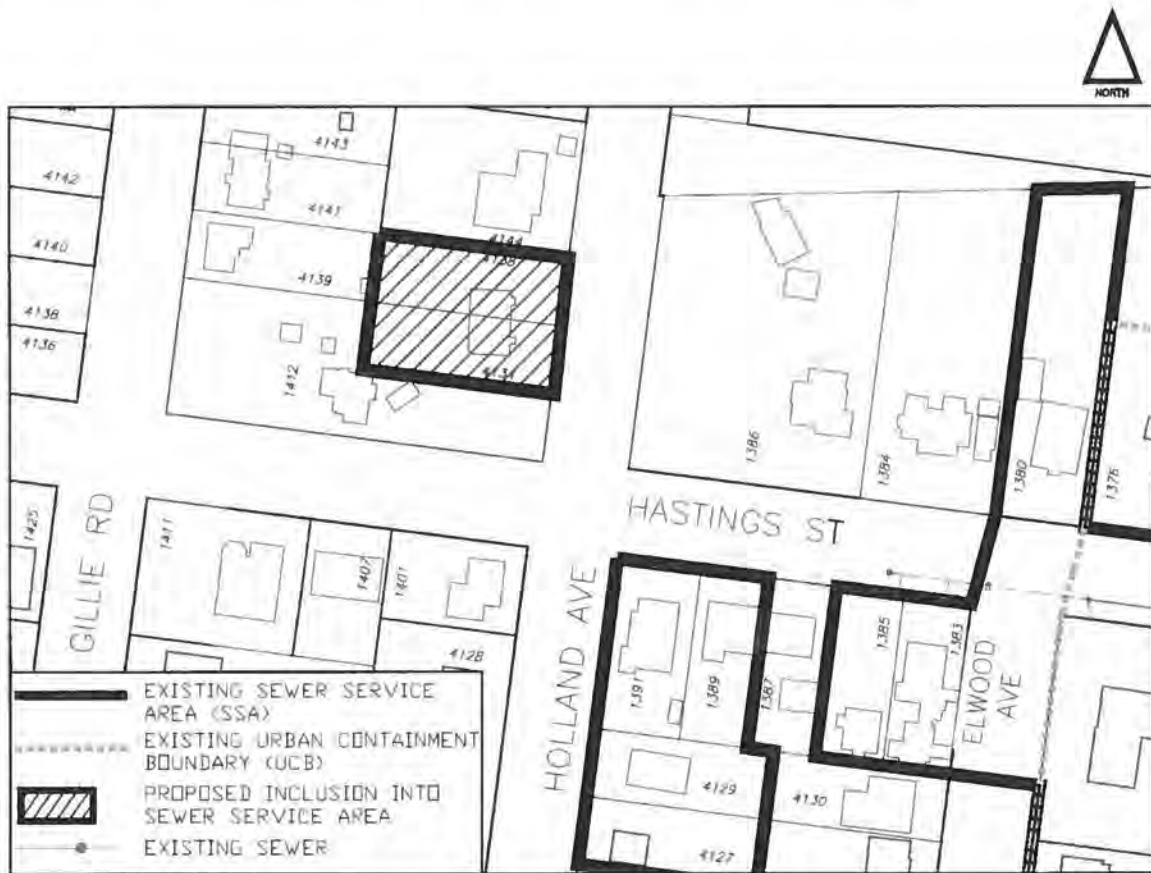 NORTH
4143
4142
4141
4144
4140
4139
4138
4136
1412
1386
1384
1380
1376
HASTINGS ST
1425
GILLIE RD
1411
1407
1401
4128
HOLLAND AVE
1391
1389
1387
1385
1383
ELWOOD AVE
4129
4130
4127
EXISTING SEWER SERVICE
AREA (SSA)
EXISTING URBAN CONTAINMENT
BOUNDARY (UCB)
PROPOSED INCLUSION INTO
SEWER SERVICE AREA
EXISTING SEWER